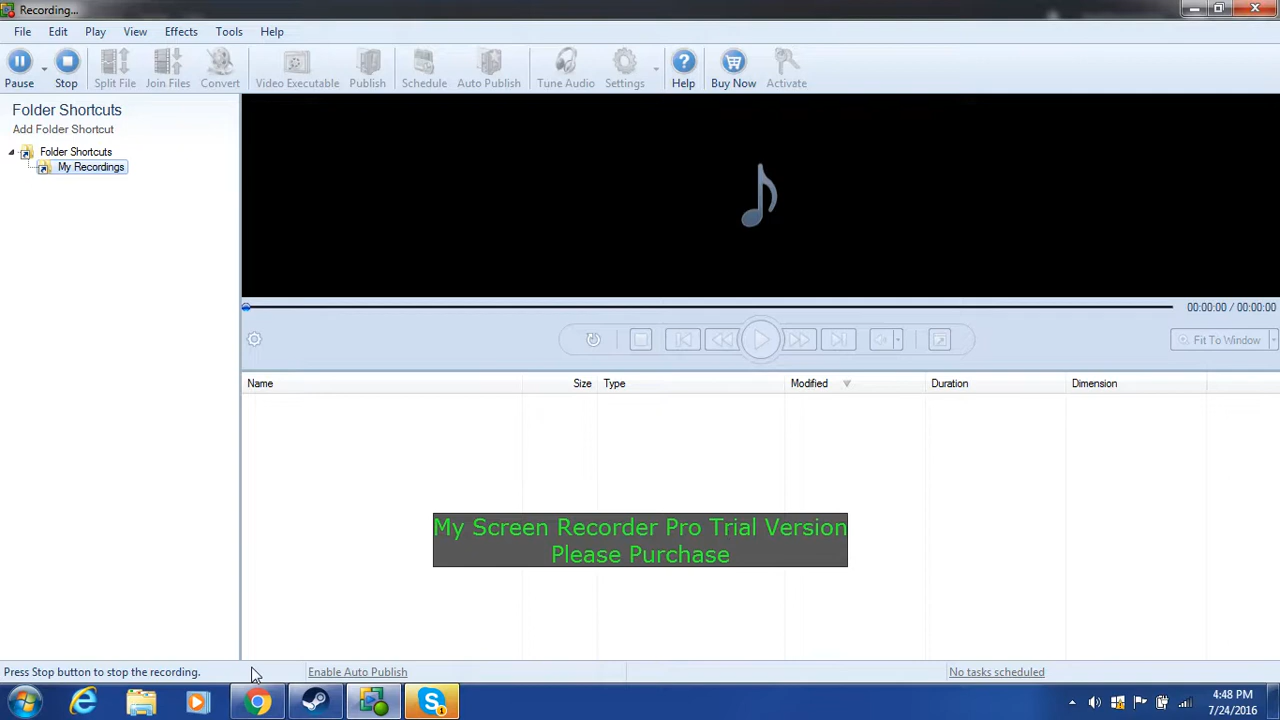 Recording...
File Edit Play View Effects Tools Help
Pause Stop Split File Join Files Convert Video Executable Publish Schedule Auto Publish Tune Audio Settings Help Buy Now Activate
Folder Shortcuts
Add Folder Shortcut
Folder Shortcuts
My Recordings
00:00:00 / 00:00:00
Fit To Window
Name Size Type Modified Duration Dimension
My Screen Recorder Pro Trial Version
Please Purchase
Press Stop button to stop the recording. Enable Auto Publish No tasks scheduled
4:48 PM
7/24/2016